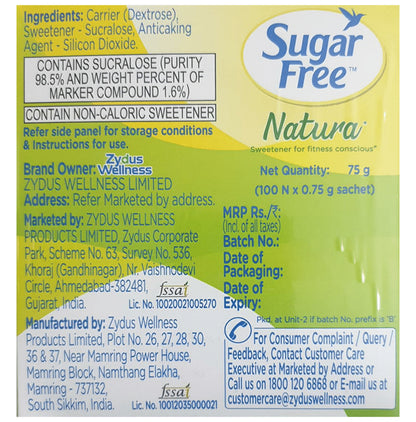 Ingredients: Carrier (Dextrose),
Sweetener - Sucralose, Anticaking
Agent - Silicon Dioxide.
CONTAINS SUCRALOSE (PURITY
98.5% AND WEIGHT PERCENT OF
MARKER COMPOUND 1.6%)
CONTAIN NON-CALORIC SWEETENER
Refer side panel for storage conditions
& Instructions for use.
Brand Owner: Zydus Wellness
ZYDUS WELLNESS LIMITED
Address: Refer Marketed by address.
Marketed by: ZYDUS WELLNESS
PRODUCTS LIMITED, Zydus Corporate
Park, Scheme No. 63, Survey No. 536,
Khoraj (Gandhinagar), Nr. Vaishnodevi
Circle, Ahmedabad-382481,
Gujarat, India.
fssai
Lic. No. 10020021005270
Manufactured by: Zydus Wellness
Products Limited, Plot No. 26, 27, 28, 30,
36 & 37, Near Mamring Power House,
Mamring Block, Namthang Elakha,
Mamring - 737132,
South Sikkim, India.
fssai
Lic. No. 10012035000021
Sugar
Free™
Natura*
Sweetener for fitness conscious*
Net Quantity: 75 g
(100 N x 0.75 g sachet)
MRP Rs./₹:
(Incl. of all taxes)
Batch No.:
Date of
Packaging:
Date of
Expiry:
Pkd. at Unit-2 if batch No. prefix is 'B'
For Consumer Complaint / Query /
Feedback, Contact Customer Care
Executive at Marketed by Address or
Call us on 1800 120 6868 or E-mail us at
customercare@zyduswellness.com